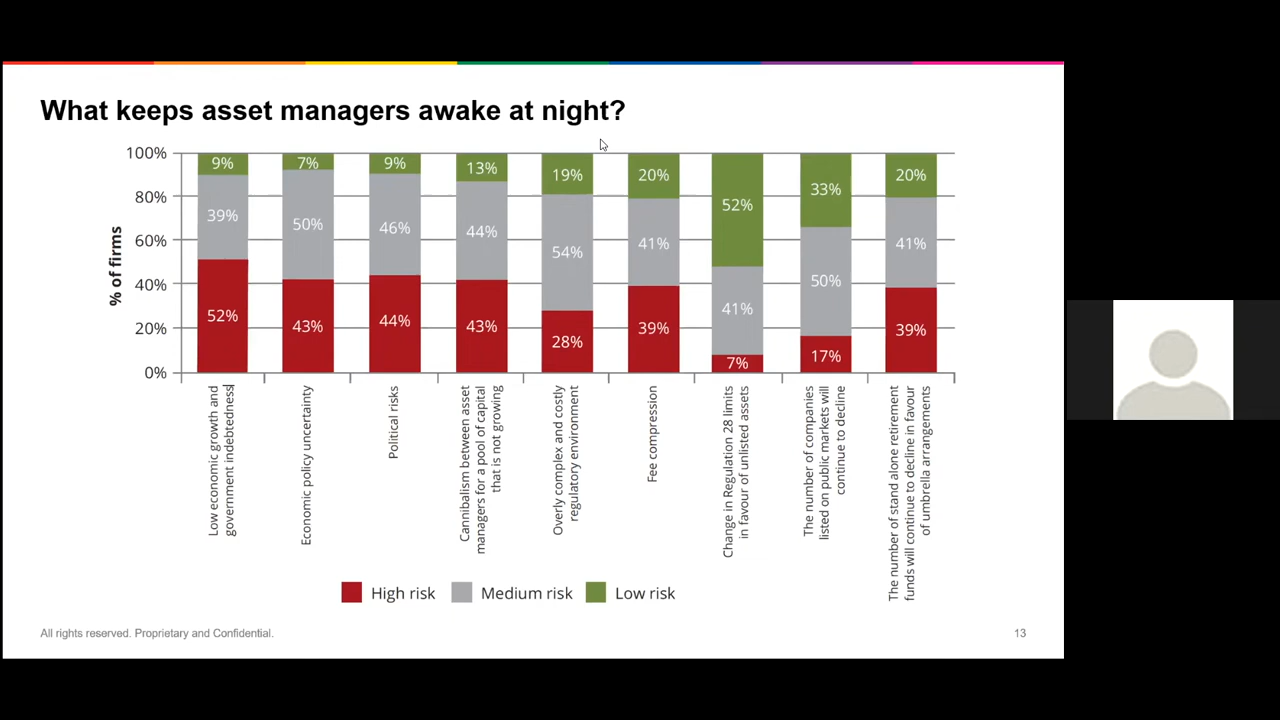 What keeps asset managers awake at night?
% of firms
100%
80%
60%
40%
20%
0%
9%
39%
52%
7%
50%
43%
9%
46%
44%
13%
44%
43%
19%
54%
28%
20%
41%
39%
52%
41%
7%
33%
50%
17%
20%
41%
39%
Low economic growth and
government indebtedness
Economic policy uncertainty
Political risks
Cannibalism between asset
managers for a pool of capital
that is not growing
Overly complex and costly
regulatory environment
Fee compression
Change in Regulation 28 limits
in favour of unlisted assets
The number of companies
listed on public markets will
continue to decline
The number of stand alone retirement
funds will continue to decline in favour
of umbrella arrangements
High risk
Medium risk
Low risk
All rights reserved. Proprietary and Confidential.
13